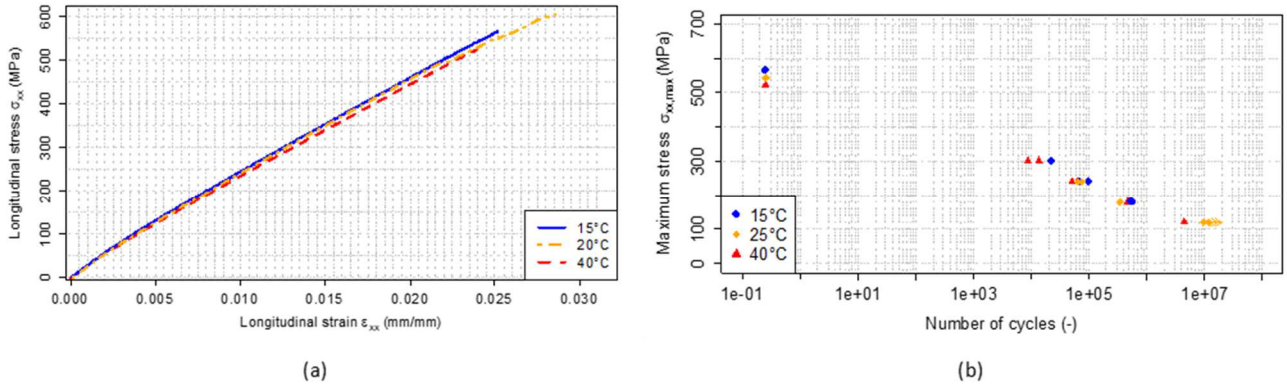 Longitudinal stress σxx (MPa)
600
500
400
300
200
100
0
0.000
0.005
0.010
0.015
0.020
0.025
0.030
Longitudinal strain εxx (mm/mm)
15°C
20°C
40°C
(a)
Maximum stress σxx,max (MPa)
700
500
300
100
0
1e-01
1e+01
1e+03
1e+05
1e+07
Number of cycles (-)
15°C
25°C
40°C
(b)